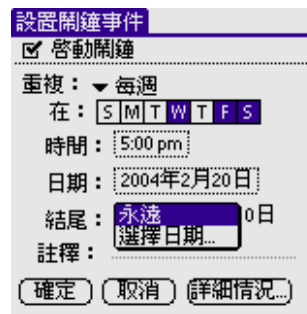 設置鬧鐘事件
啓動鬧鐘
重複： 每週
在： S M T W T F S
時間： 5:00 pm
日期： 2004年2月20日
結尾： 永遠 0日
選擇日期...
註釋：
確定 取消 詳細情況...